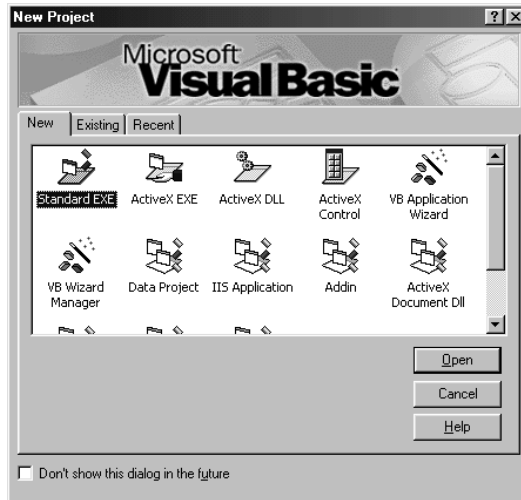 New Project
Microsoft
Visual Basic
New Existing Recent
Standard EXE ActiveX EXE ActiveX DLL ActiveX Control VB Application Wizard
VB Wizard Manager Data Project IIS Application Addin ActiveX Document Dll
Open
Cancel
Help
Don't show this dialog in the future